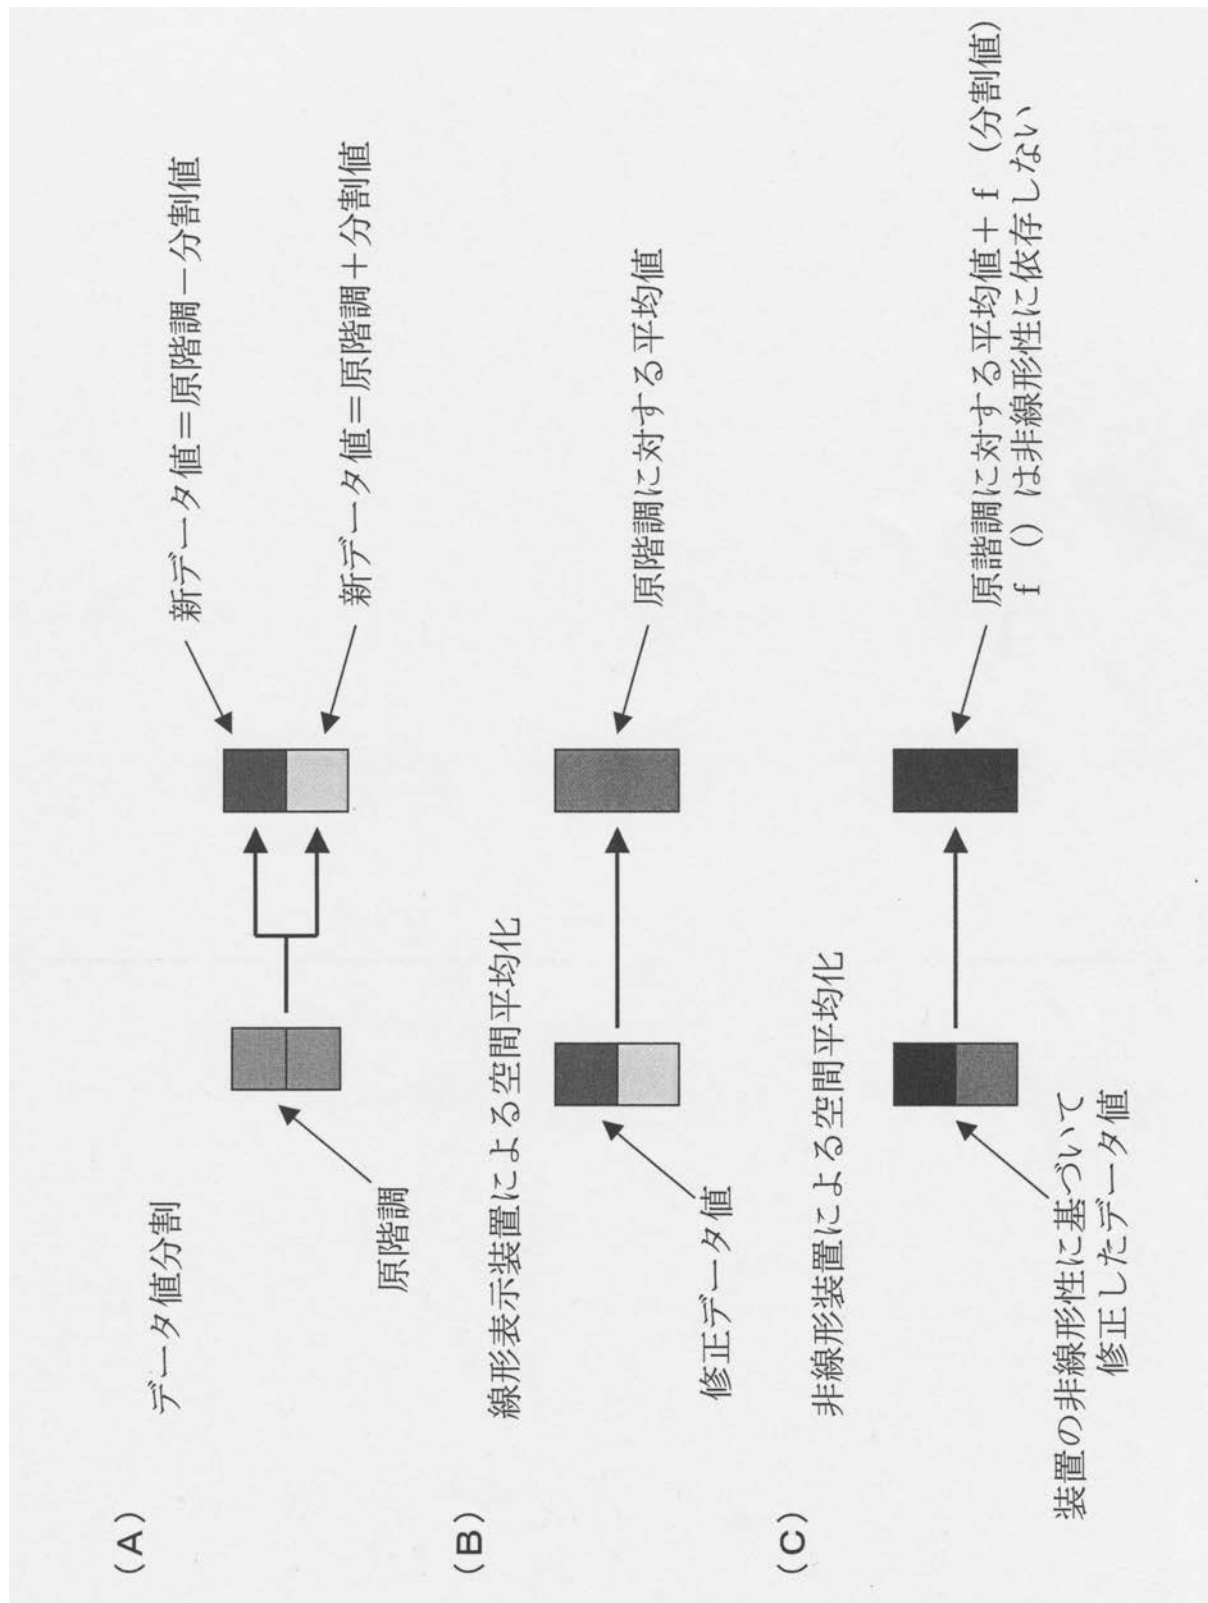 (A)
データ値分割
原階調
新データ値＝原階調－分割値
新データ値＝原階調＋分割値
(B)
線形表示装置による空間平均化
修正データ値
原階調に対する平均値
(C)
非線形装置による空間平均化
装置の非線形性に基づいて
修正したデータ値
原諧調に対する平均値＋ｆ（分割値）
ｆ（）は非線形性に依存しない